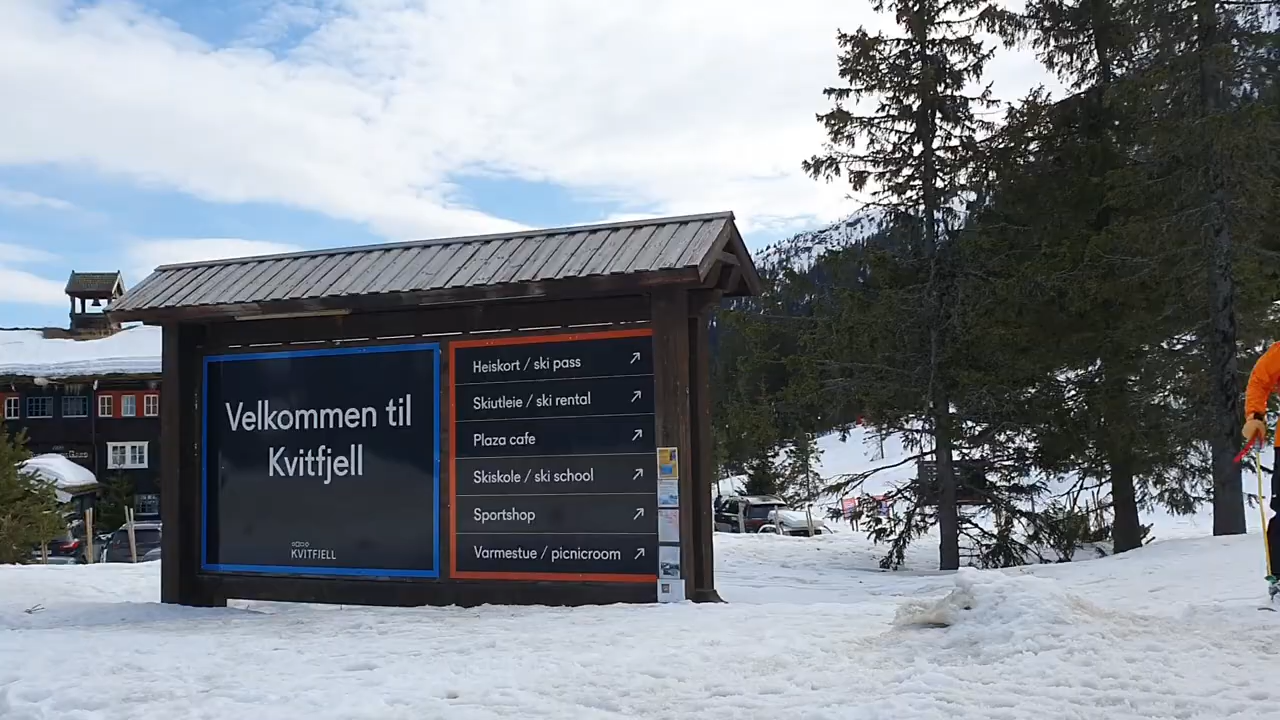 Velkommen til
Kvitfjell
KVITFJELL
Heiskort / ski pass
Skiutleie / ski rental
Plaza cafe
Skiskole / ski school
Sportshop
Varmestue / picnicroom